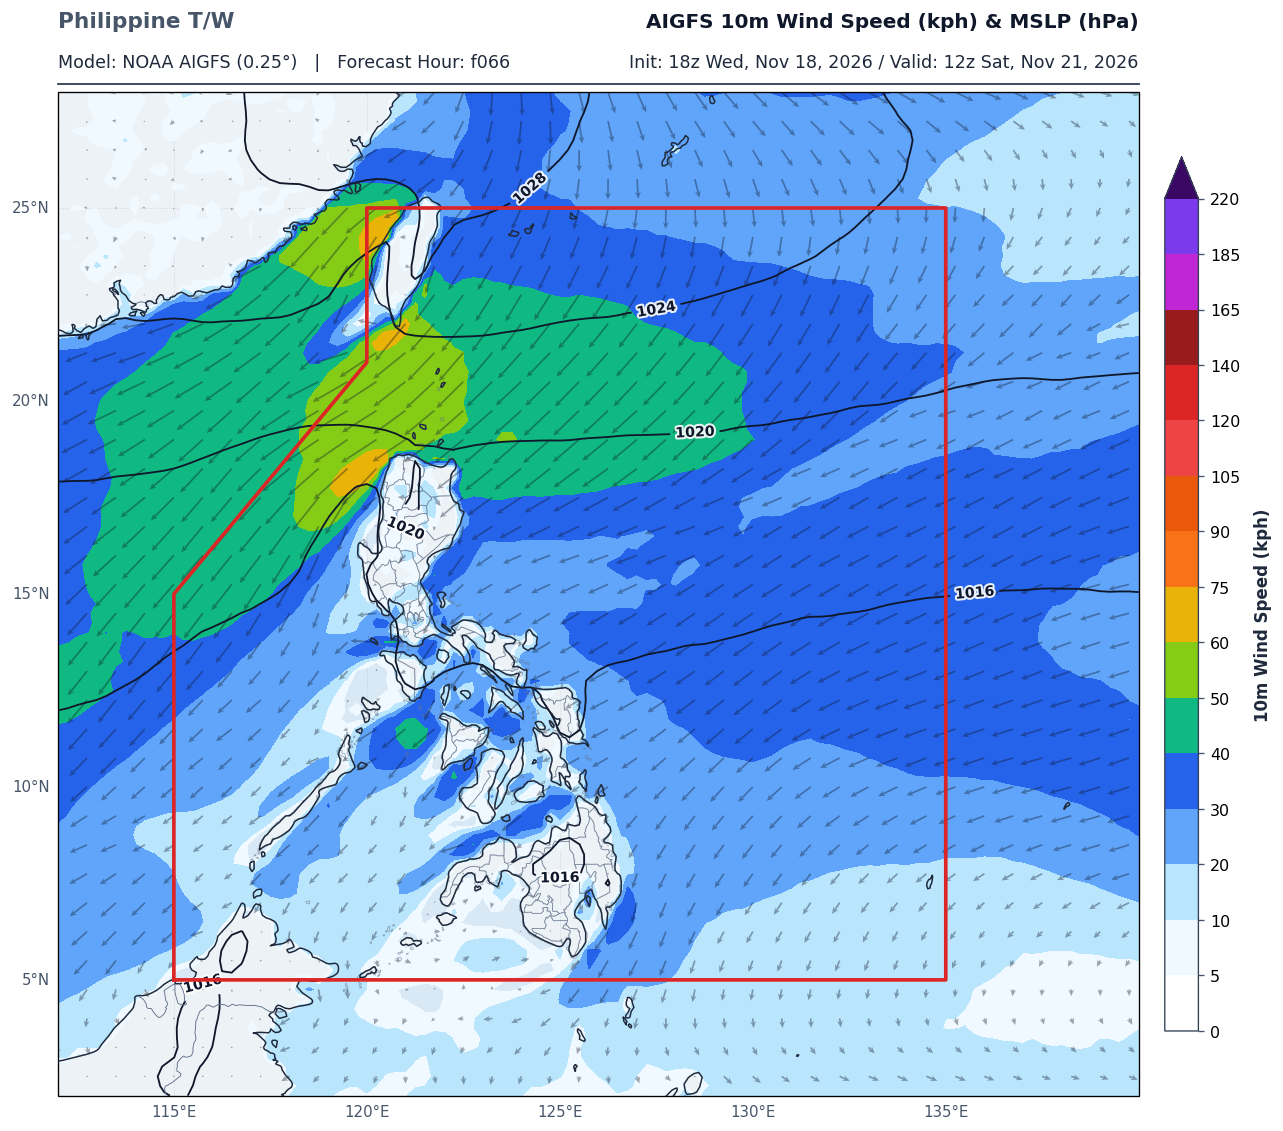 Philippine T/W
AIGFS 10m Wind Speed (kph) & MSLP (hPa)
Model: NOAA AIGFS (0.25°) | Forecast Hour: f066
Init: 18z Wed, Nov 18, 2026 / Valid: 12z Sat, Nov 21, 2026
25°N
20°N
15°N
10°N
5°N
115°E
120°E
125°E
130°E
135°E
1028
1024
1020
1020
1016
1016
1016
220
185
165
140
120
105
90
75
60
50
40
30
20
10
5
0
10m Wind Speed (kph)